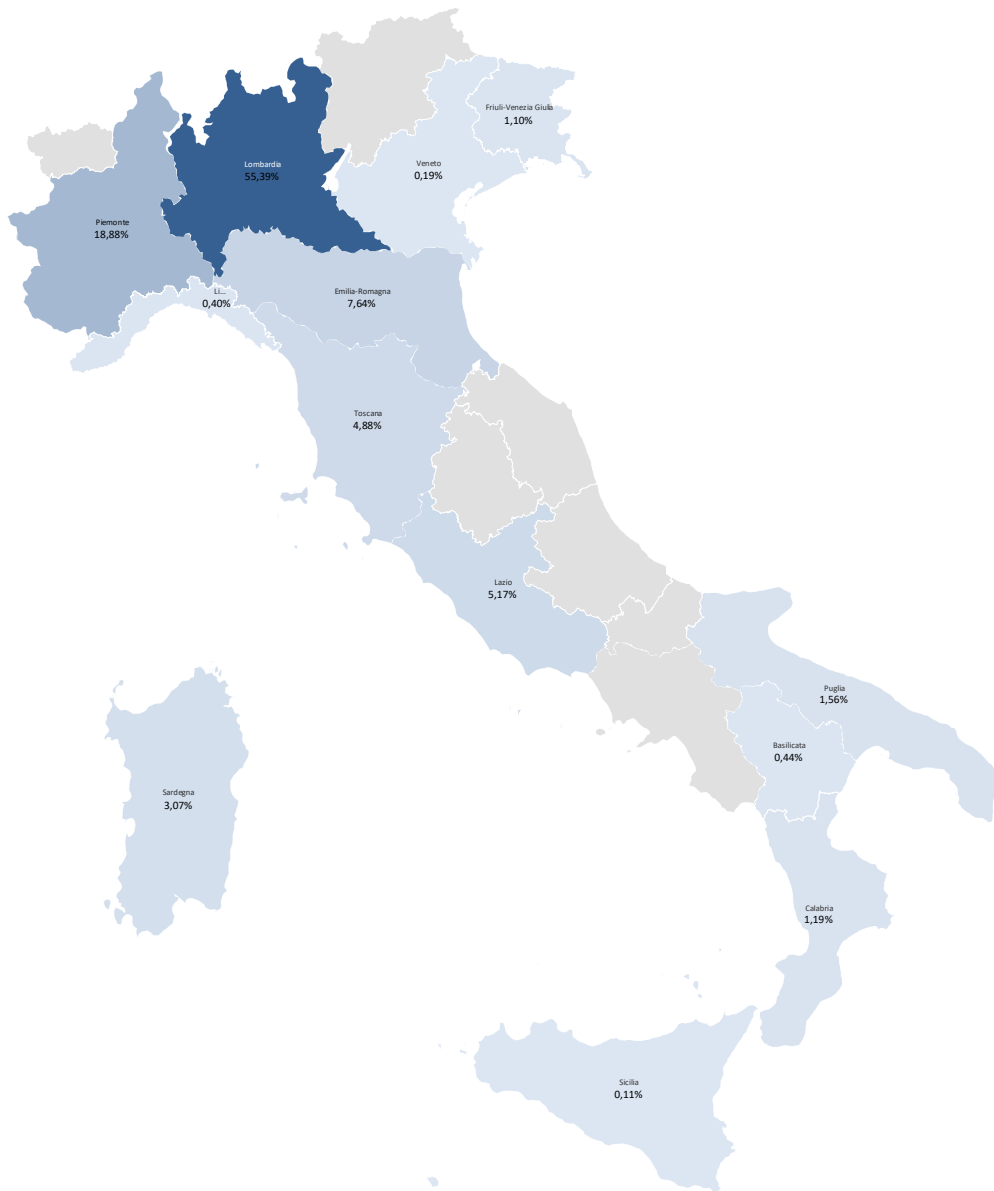 Friuli-Venezia Giulia
1,10%
Lombardia
55,39%
Veneto
0,19%
Piemonte
18,88%
Li...
0,40%
Emilia-Romagna
7,64%
Toscana
4,88%
Lazio
5,17%
Puglia
1,56%
Basilicata
0,44%
Sardegna
3,07%
Calabria
1,19%
Sicilia
0,11%